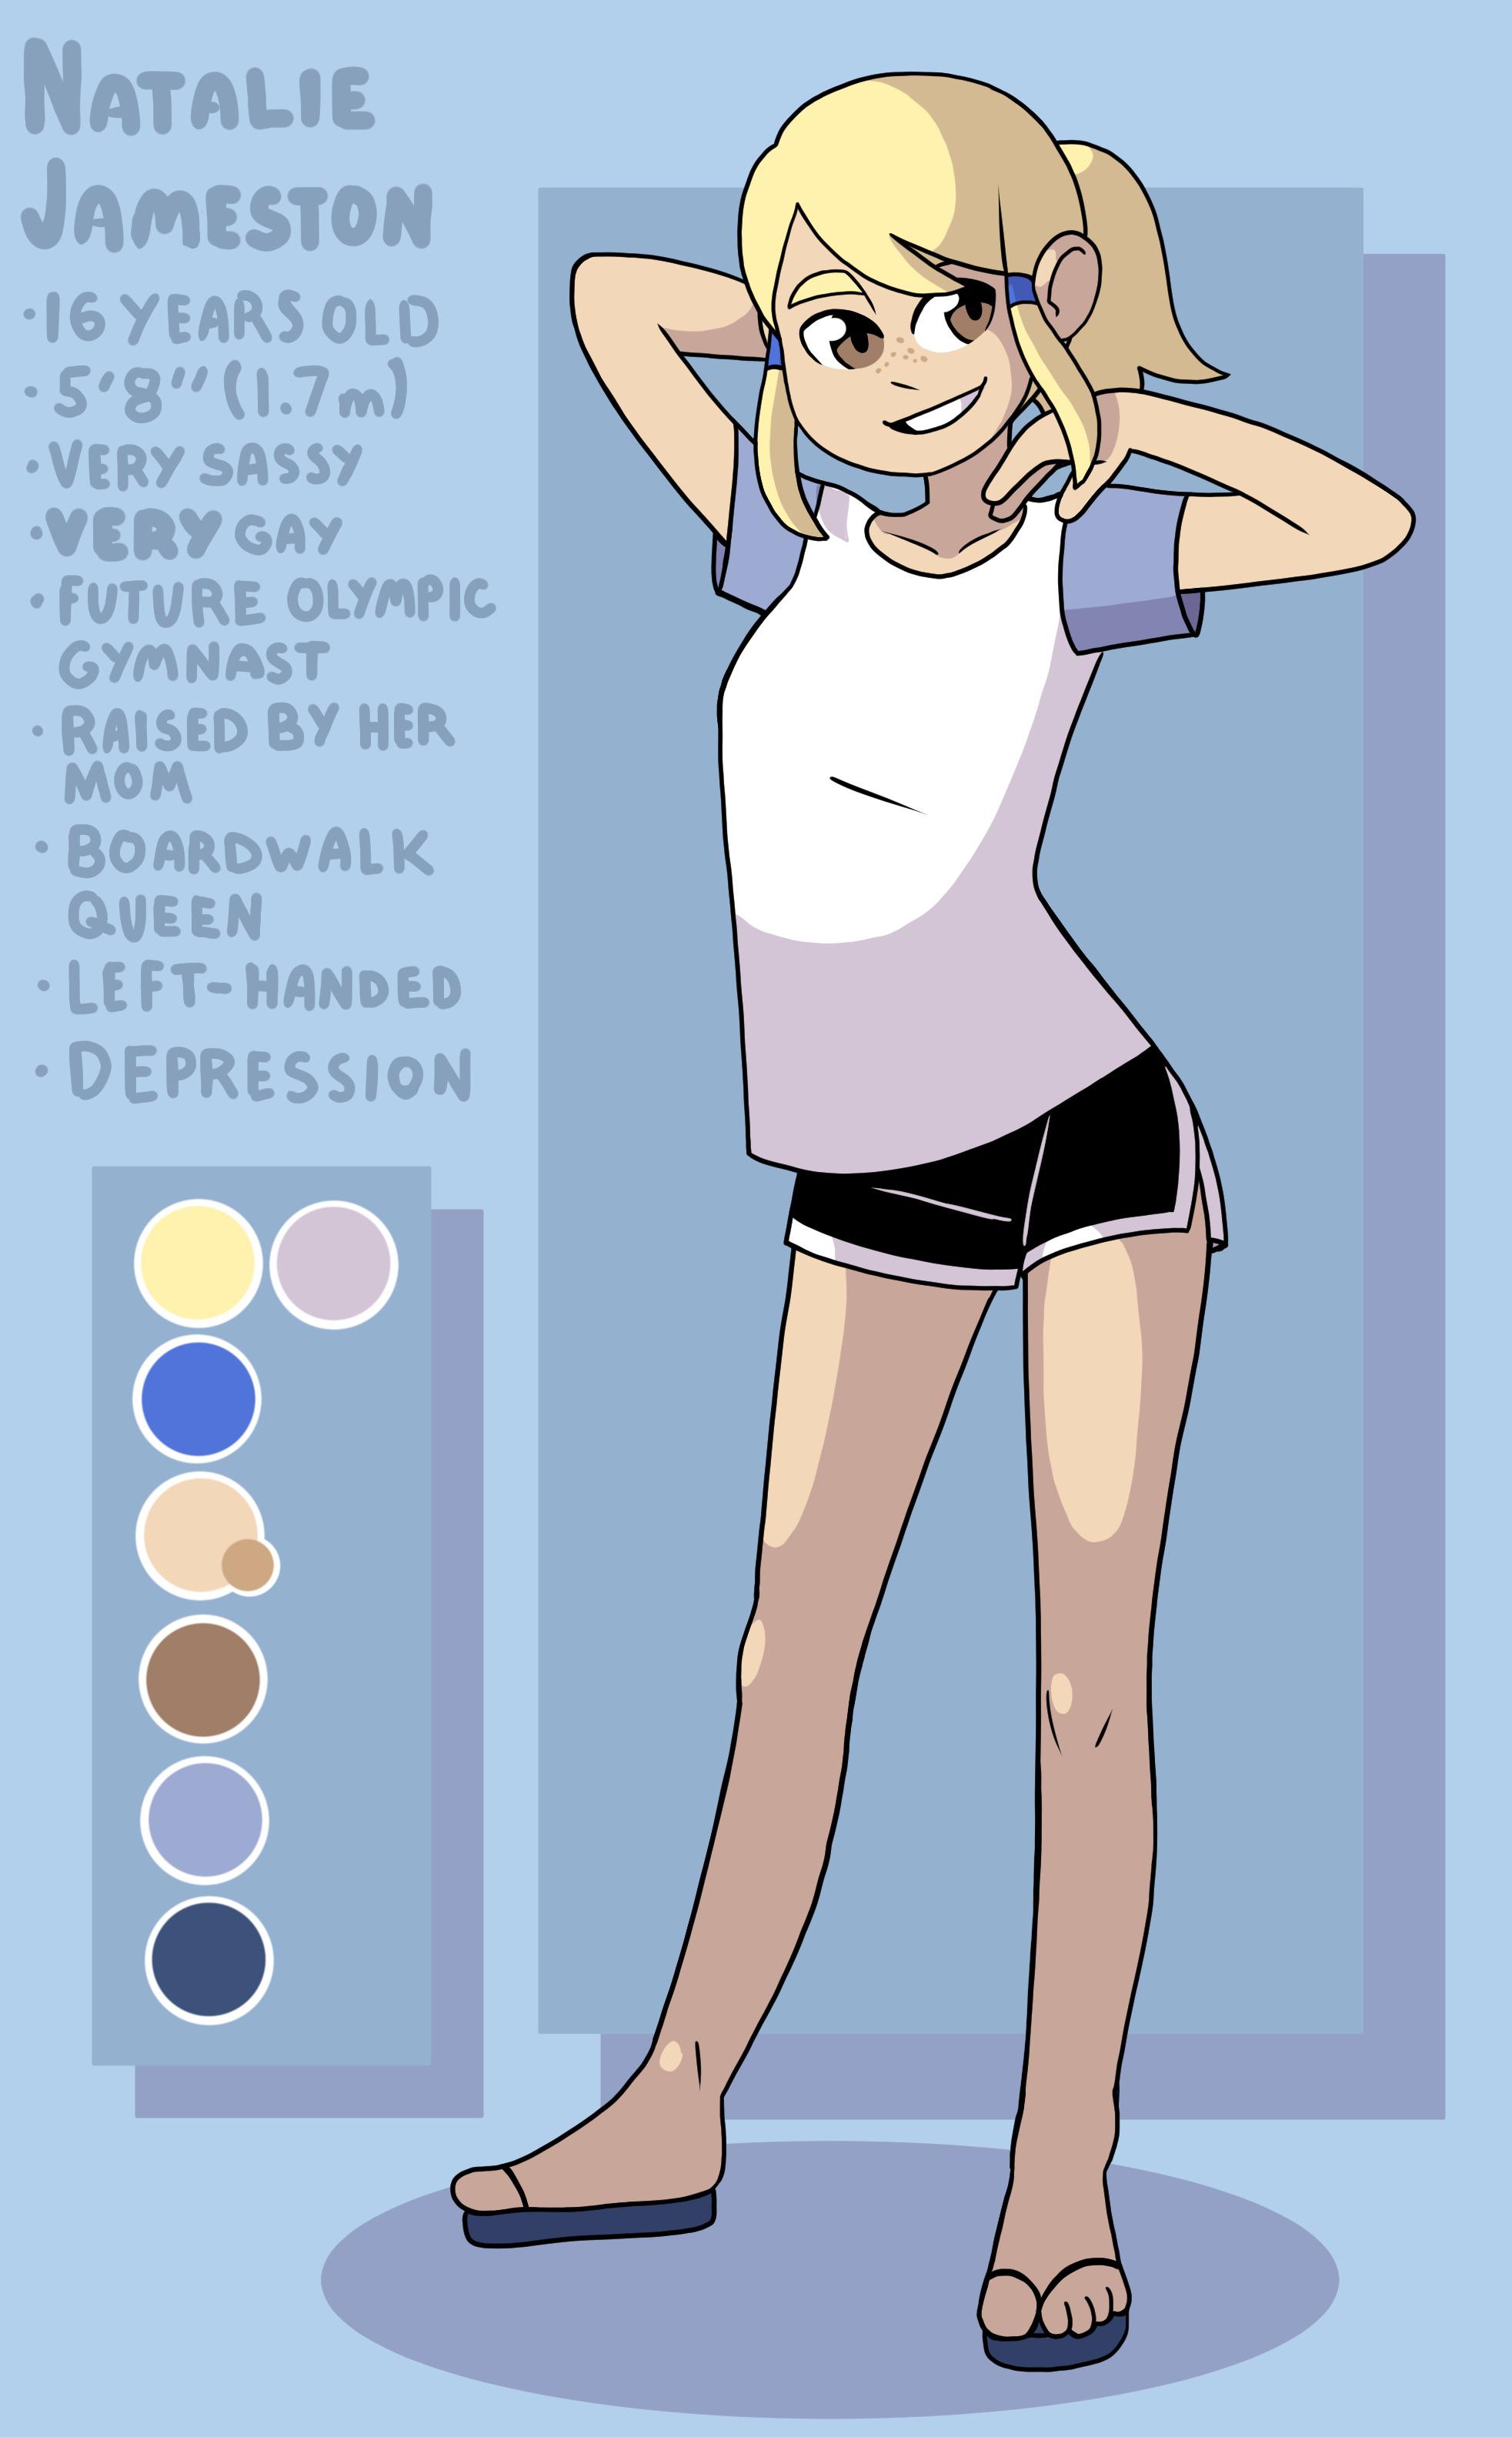 Natalie
Jameston
· 16 years old
· 5'8'' (1.7m)
· Very sassy
· Very gay
· Future Olympic
Gymnast
· Raised by her
mom
· Boardwalk
Queen
· Left-handed
· Depression